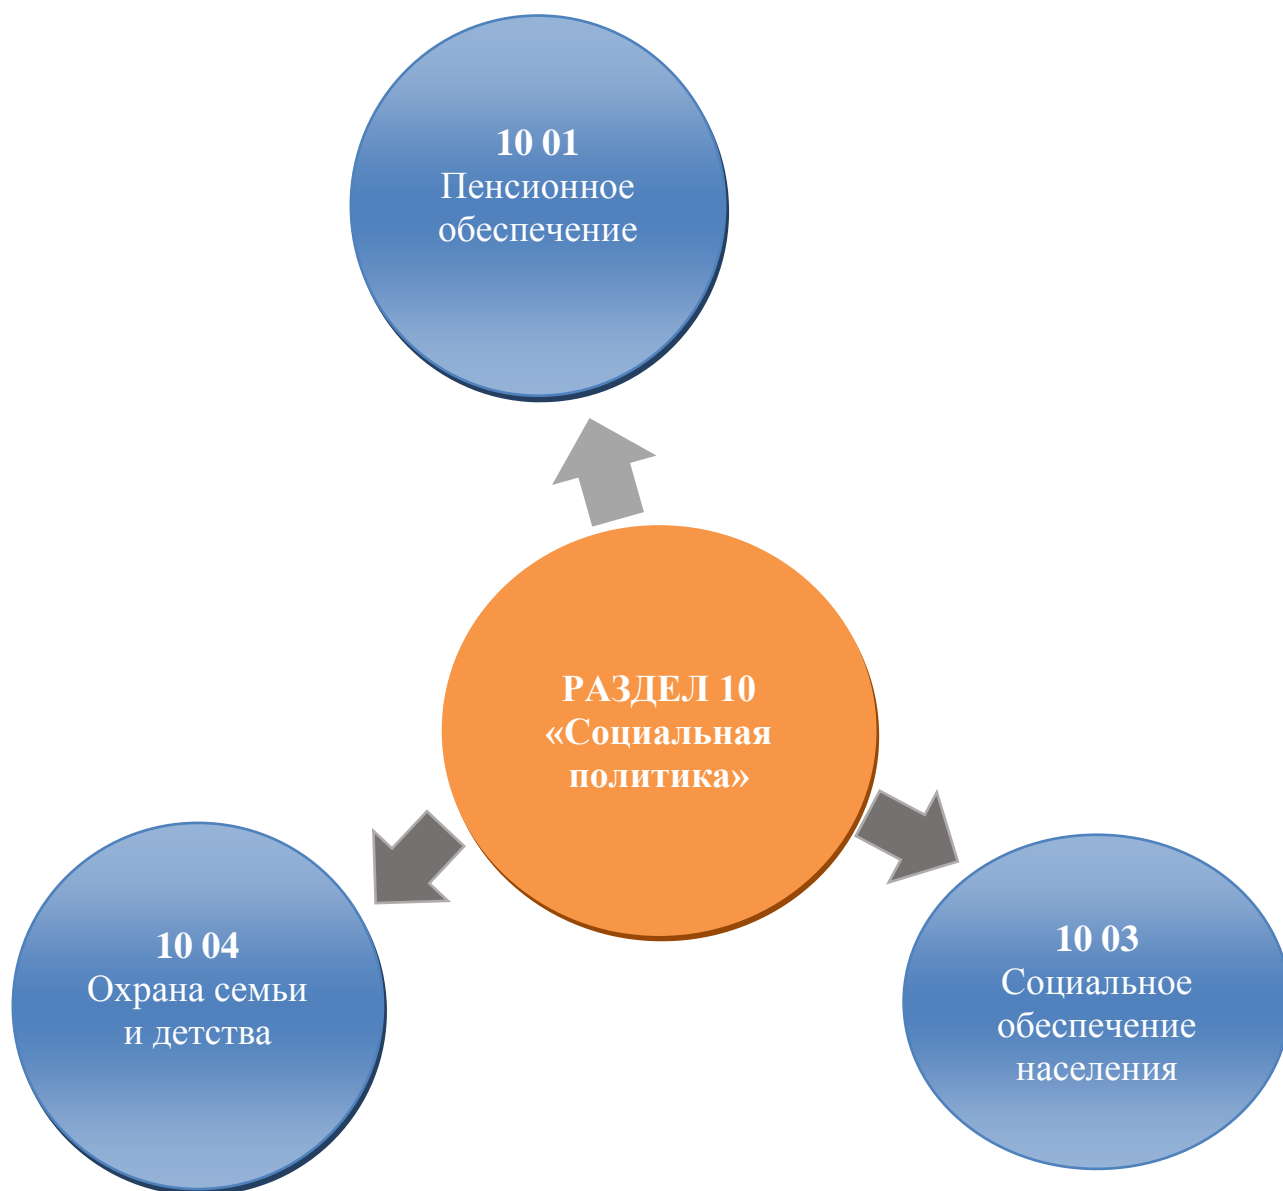 10 01
Пенсионное
обеспечение
РАЗДЕЛ 10
«Социальная
политика»
10 04
Охрана семьи
и детства
10 03
Социальное
обеспечение
населения